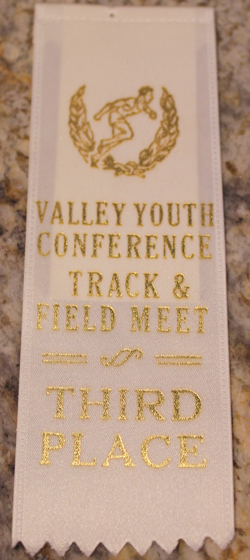 VALLEY YOUTH
CONFERENCE
TRACK &
FIELD MEET
THIRD
PLACE